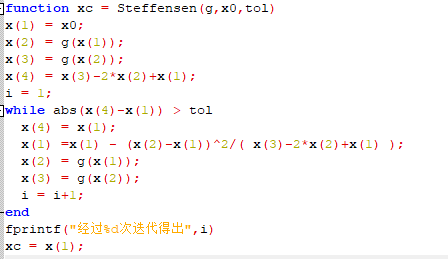 function xc = Steffensen(g,x0,tol)
x(1) = x0;
x(2) = g(x(1));
x(3) = g(x(2));
x(4) = x(3)-2*x(2)+x(1);
i = 1;
while abs(x(4)-x(1)) > tol
  x(4) = x(1);
  x(1) =x(1) - (x(2)-x(1))^2/( x(3)-2*x(2)+x(1) );
  x(2) = g(x(1));
  x(3) = g(x(2));
  i = i+1;
end
fprintf("经过%d次迭代得出",i)
xc = x(1);